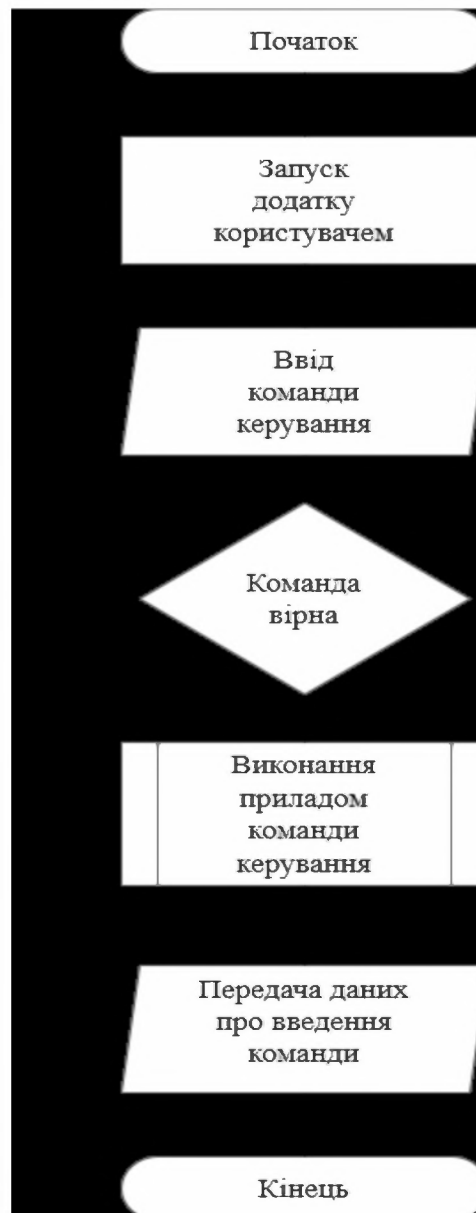 Початок
Запуск
додатку
користувачем
Ввід
команди
керування
Команда
вірна
Виконання
приладом
команди
керування
Передача даних
про введення
команди
Кінець